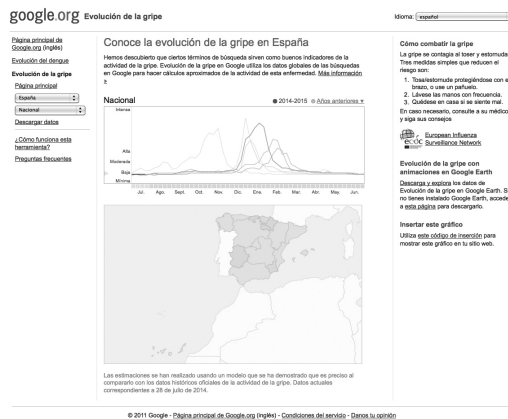 google.org Evolución de la gripe
Idioma: español
Página principal de
Google.org (inglés)
Evolución del dengue
Evolución de la gripe
Página principal
España
Nacional
Descargar datos
¿Cómo funciona esta
herramienta?
Preguntas frecuentes
Conoce la evolución de la gripe en España
Hemos descubierto que ciertos términos de búsqueda sirven como buenos indicadores de la
actividad de la gripe. Evolución de la gripe en Google utiliza los datos globales de las búsquedas
en Google para hacer cálculos aproximados de la actividad de esta enfermedad. Más información
»
Nacional
2014-2015 Años anteriores ▼
Intensa
Alta
Moderada
Baja
Mínima
Jul. Ago. Sept. Oct. Nov. Dic. Ene. Feb. Mar. Abr. May. Jun.
Las estimaciones se han realizado usando un modelo que se ha demostrado que es preciso al
compararlo con los datos históricos oficiales de la actividad de la gripe. Datos actuales
correspondientes a 28 de julio de 2014.
Cómo combatir la gripe
La gripe se contagia al toser y estornuda
Tres medidas simples que reducen el
riesgo son:
1. Tosa/estornude protegiéndose con e
brazo, o use un pañuelo.
2. Lávese las manos con frecuencia.
3. Quédese en casa si se siente mal.
En caso necesario, consulte a su médico
y siga sus consejos
ecdc
European Influenza
Surveillance Network
Evolución de la gripe con
animaciones en Google Earth
Descarga y explora los datos de
Evolución de la gripe en Google Earth. S
no tienes instalado Google Earth, accede
a esta página para descargarlo.
Insertar este gráfico
Utiliza este código de inserción para
mostrar este gráfico en tu sitio web.
© 2011 Google - Página principal de Google.org (inglés) - Condiciones del servicio - Danos tu opinión